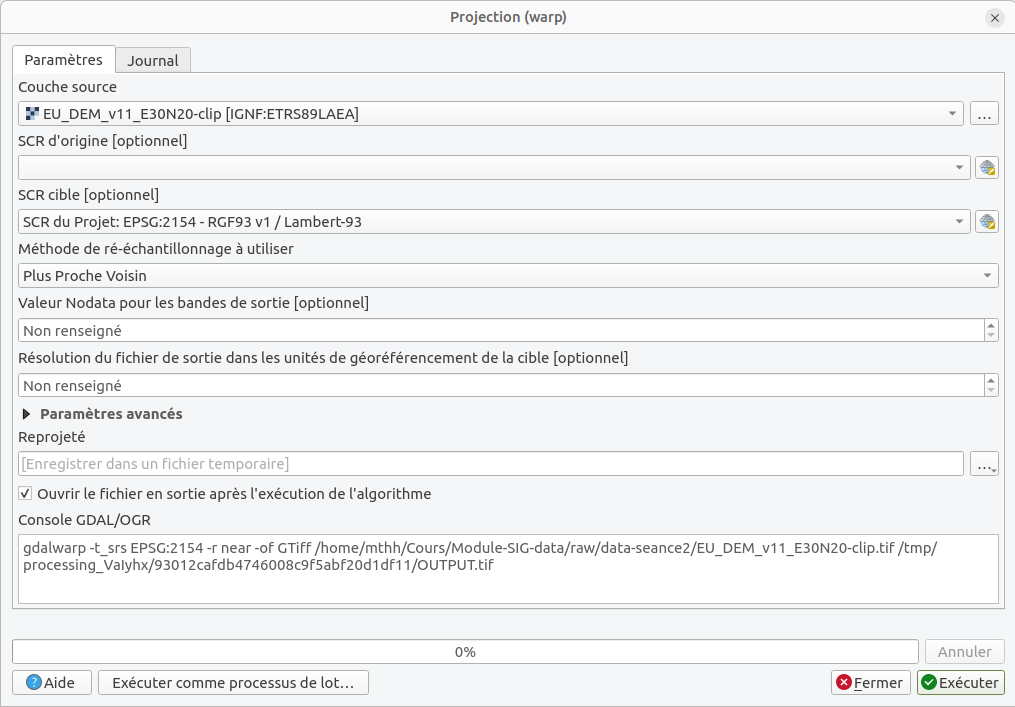 Projection (warp)
Paramètres
Journal
Couche source
EU_DEM_v11_E30N20-clip [IGNF:ETRS89LAEA]
…
SCR d'origine [optionnel]
SCR cible [optionnel]
SCR du Projet: EPSG:2154 - RGF93 v1 / Lambert-93
Méthode de ré-échantillonnage à utiliser
Plus Proche Voisin
Valeur Nodata pour les bandes de sortie [optionnel]
Non renseigné
Résolution du fichier de sortie dans les unités de géoréférencement de la cible [optionnel]
Non renseigné
Paramètres avancés
Reprojeté
[Enregistrer dans un fichier temporaire]
…
Ouvrir le fichier en sortie après l'exécution de l'algorithme
Console GDAL/OGR
gdalwarp -t_srs EPSG:2154 -r near -of GTiff /home/mthh/Cours/Module-SIG-data/raw/data-seance2/EU_DEM_v11_E30N20-clip.tif /tmp/
processing_VaIyhx/93012cafdb4746008c9f5abf20d1df11/OUTPUT.tif
0%
Annuler
Aide
Exécuter comme processus de lot…
Fermer
Exécuter